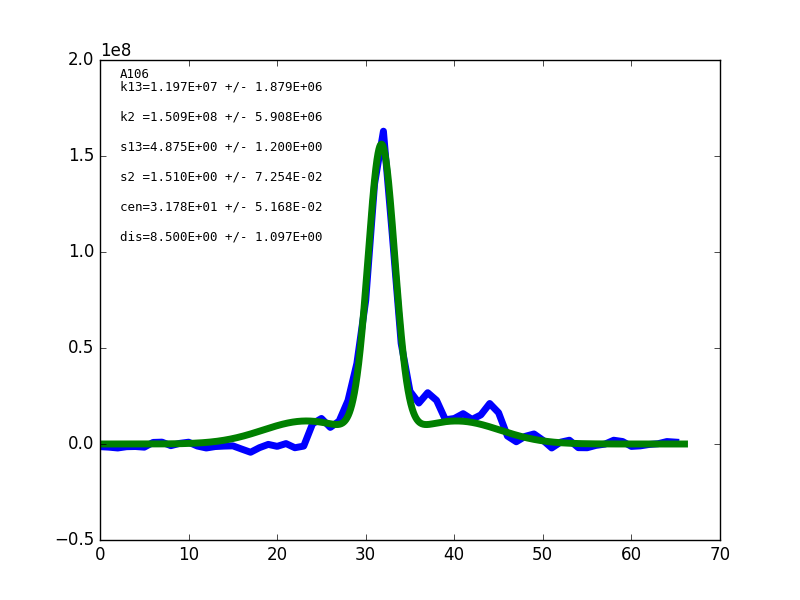 1e8
2.0
1.5
1.0
0.5
0.0
−0.5
A106
k13=1.197E+07 +/- 1.879E+06
k2 =1.509E+08 +/- 5.908E+06
s13=4.875E+00 +/- 1.200E+00
s2 =1.510E+00 +/- 7.254E-02
cen=3.178E+01 +/- 5.168E-02
dis=8.500E+00 +/- 1.097E+00
0 10 20 30 40 50 60 70